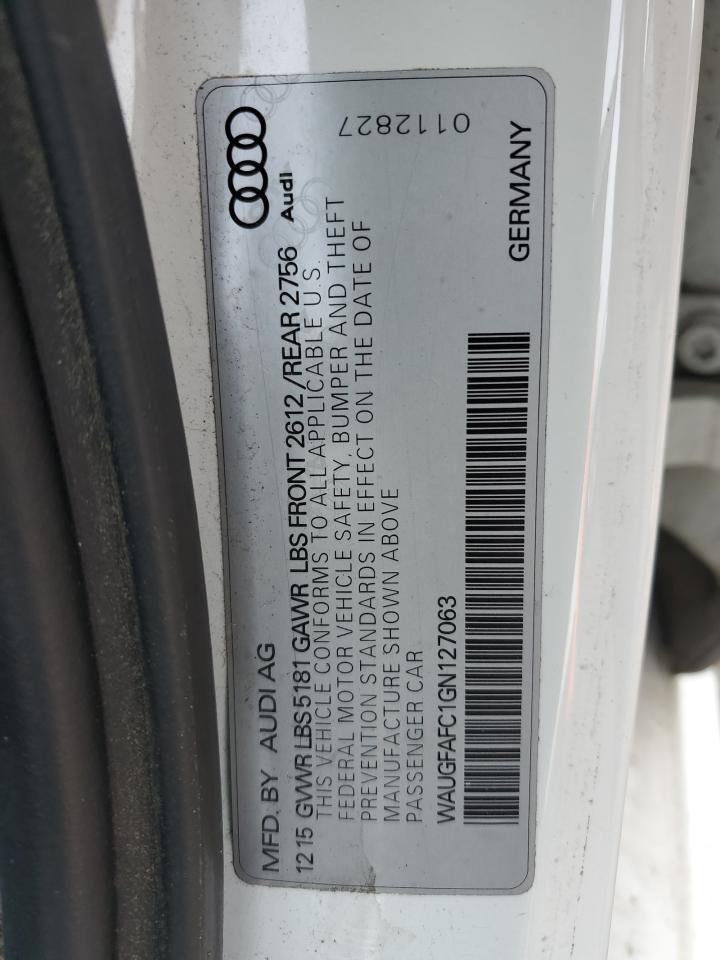 MFD. BY AUDI AG
Audi
12 15 GVWR LBS 5181 GAWR LBS FRONT 2612 /REAR 2756
THIS VEHICLE CONFORMS TO ALL APPLICABLE U.S.
FEDERAL MOTOR VEHICLE SAFETY, BUMPER AND THEFT
PREVENTION STANDARDS IN EFFECT ON THE DATE OF
MANUFACTURE SHOWN ABOVE
PASSENGER CAR
0112827
WAUGFAFC1GN127063
GERMANY